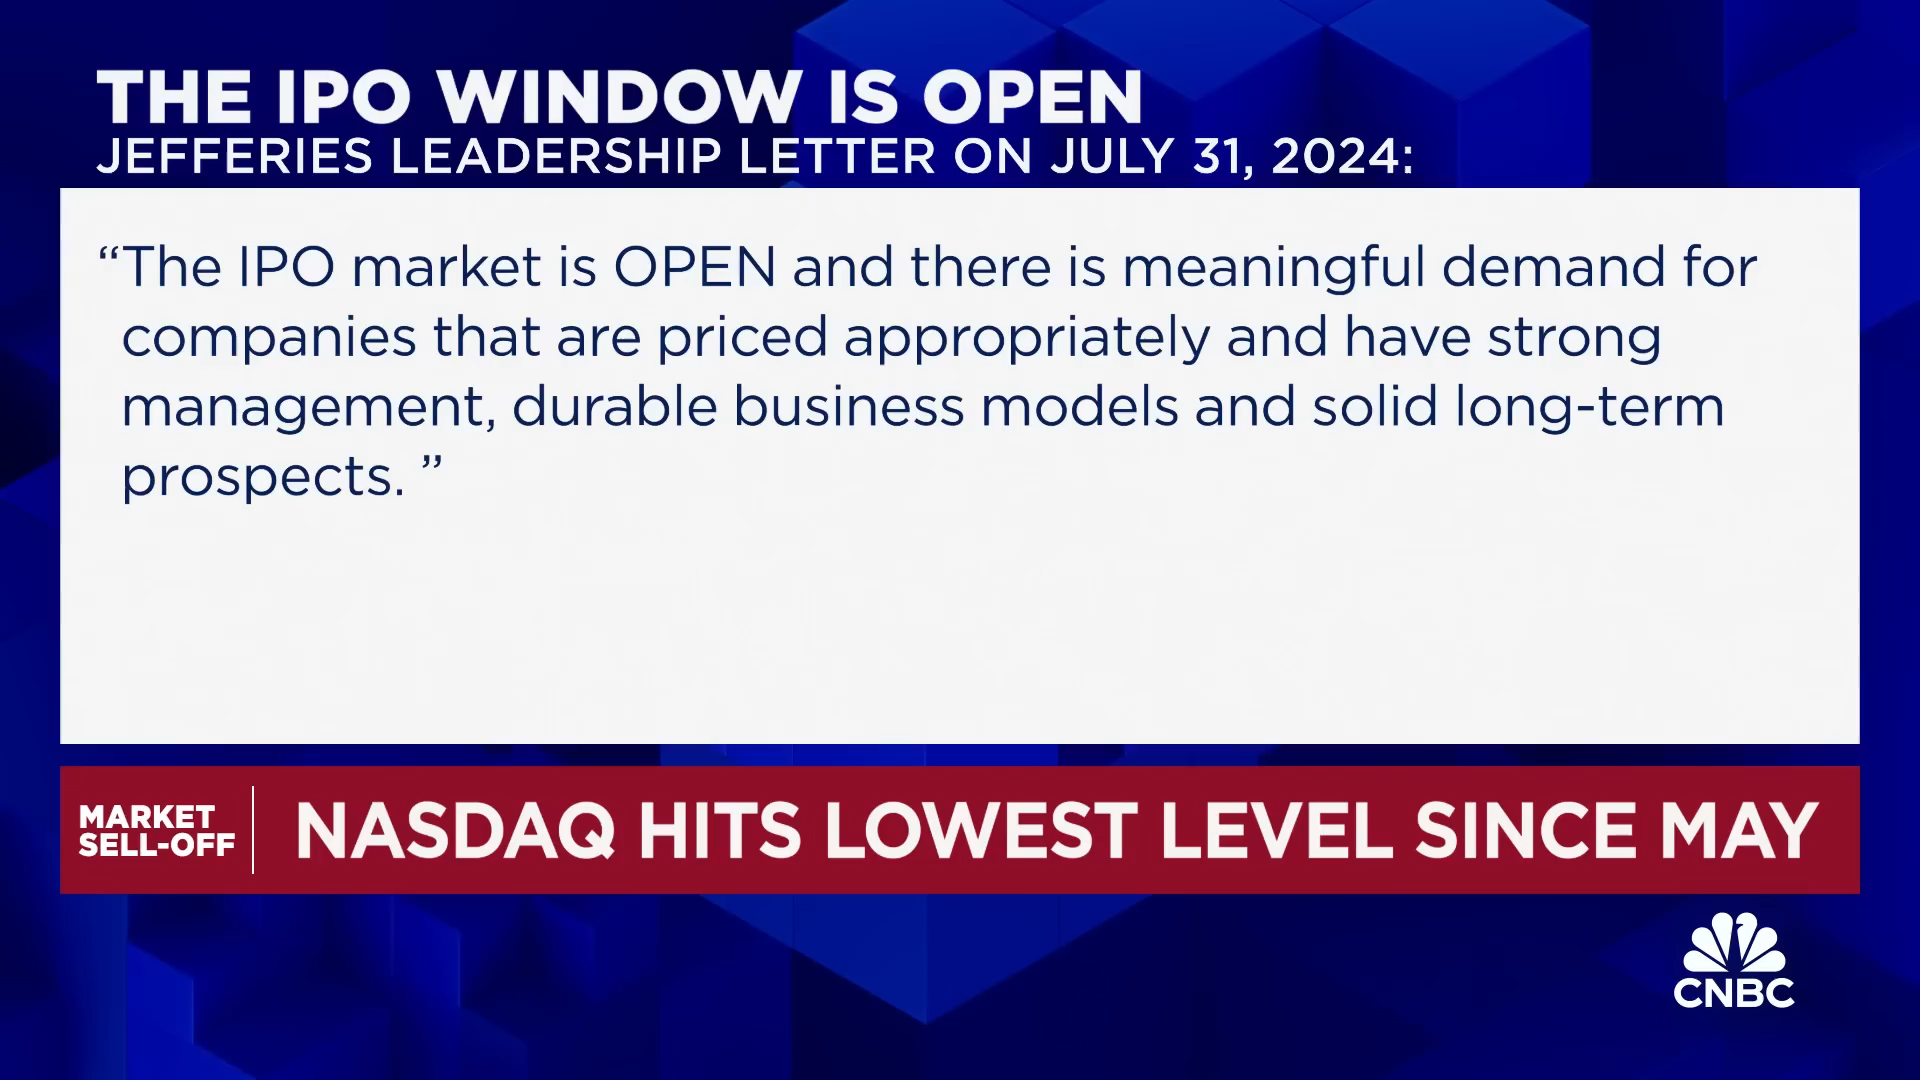 THE IPO WINDOW IS OPEN
JEFFERIES LEADERSHIP LETTER ON JULY 31, 2024:
“The IPO market is OPEN and there is meaningful demand for
companies that are priced appropriately and have strong
management, durable business models and solid long-term
prospects. ”
MARKET
SELL-OFF
NASDAQ HITS LOWEST LEVEL SINCE MAY
CNBC